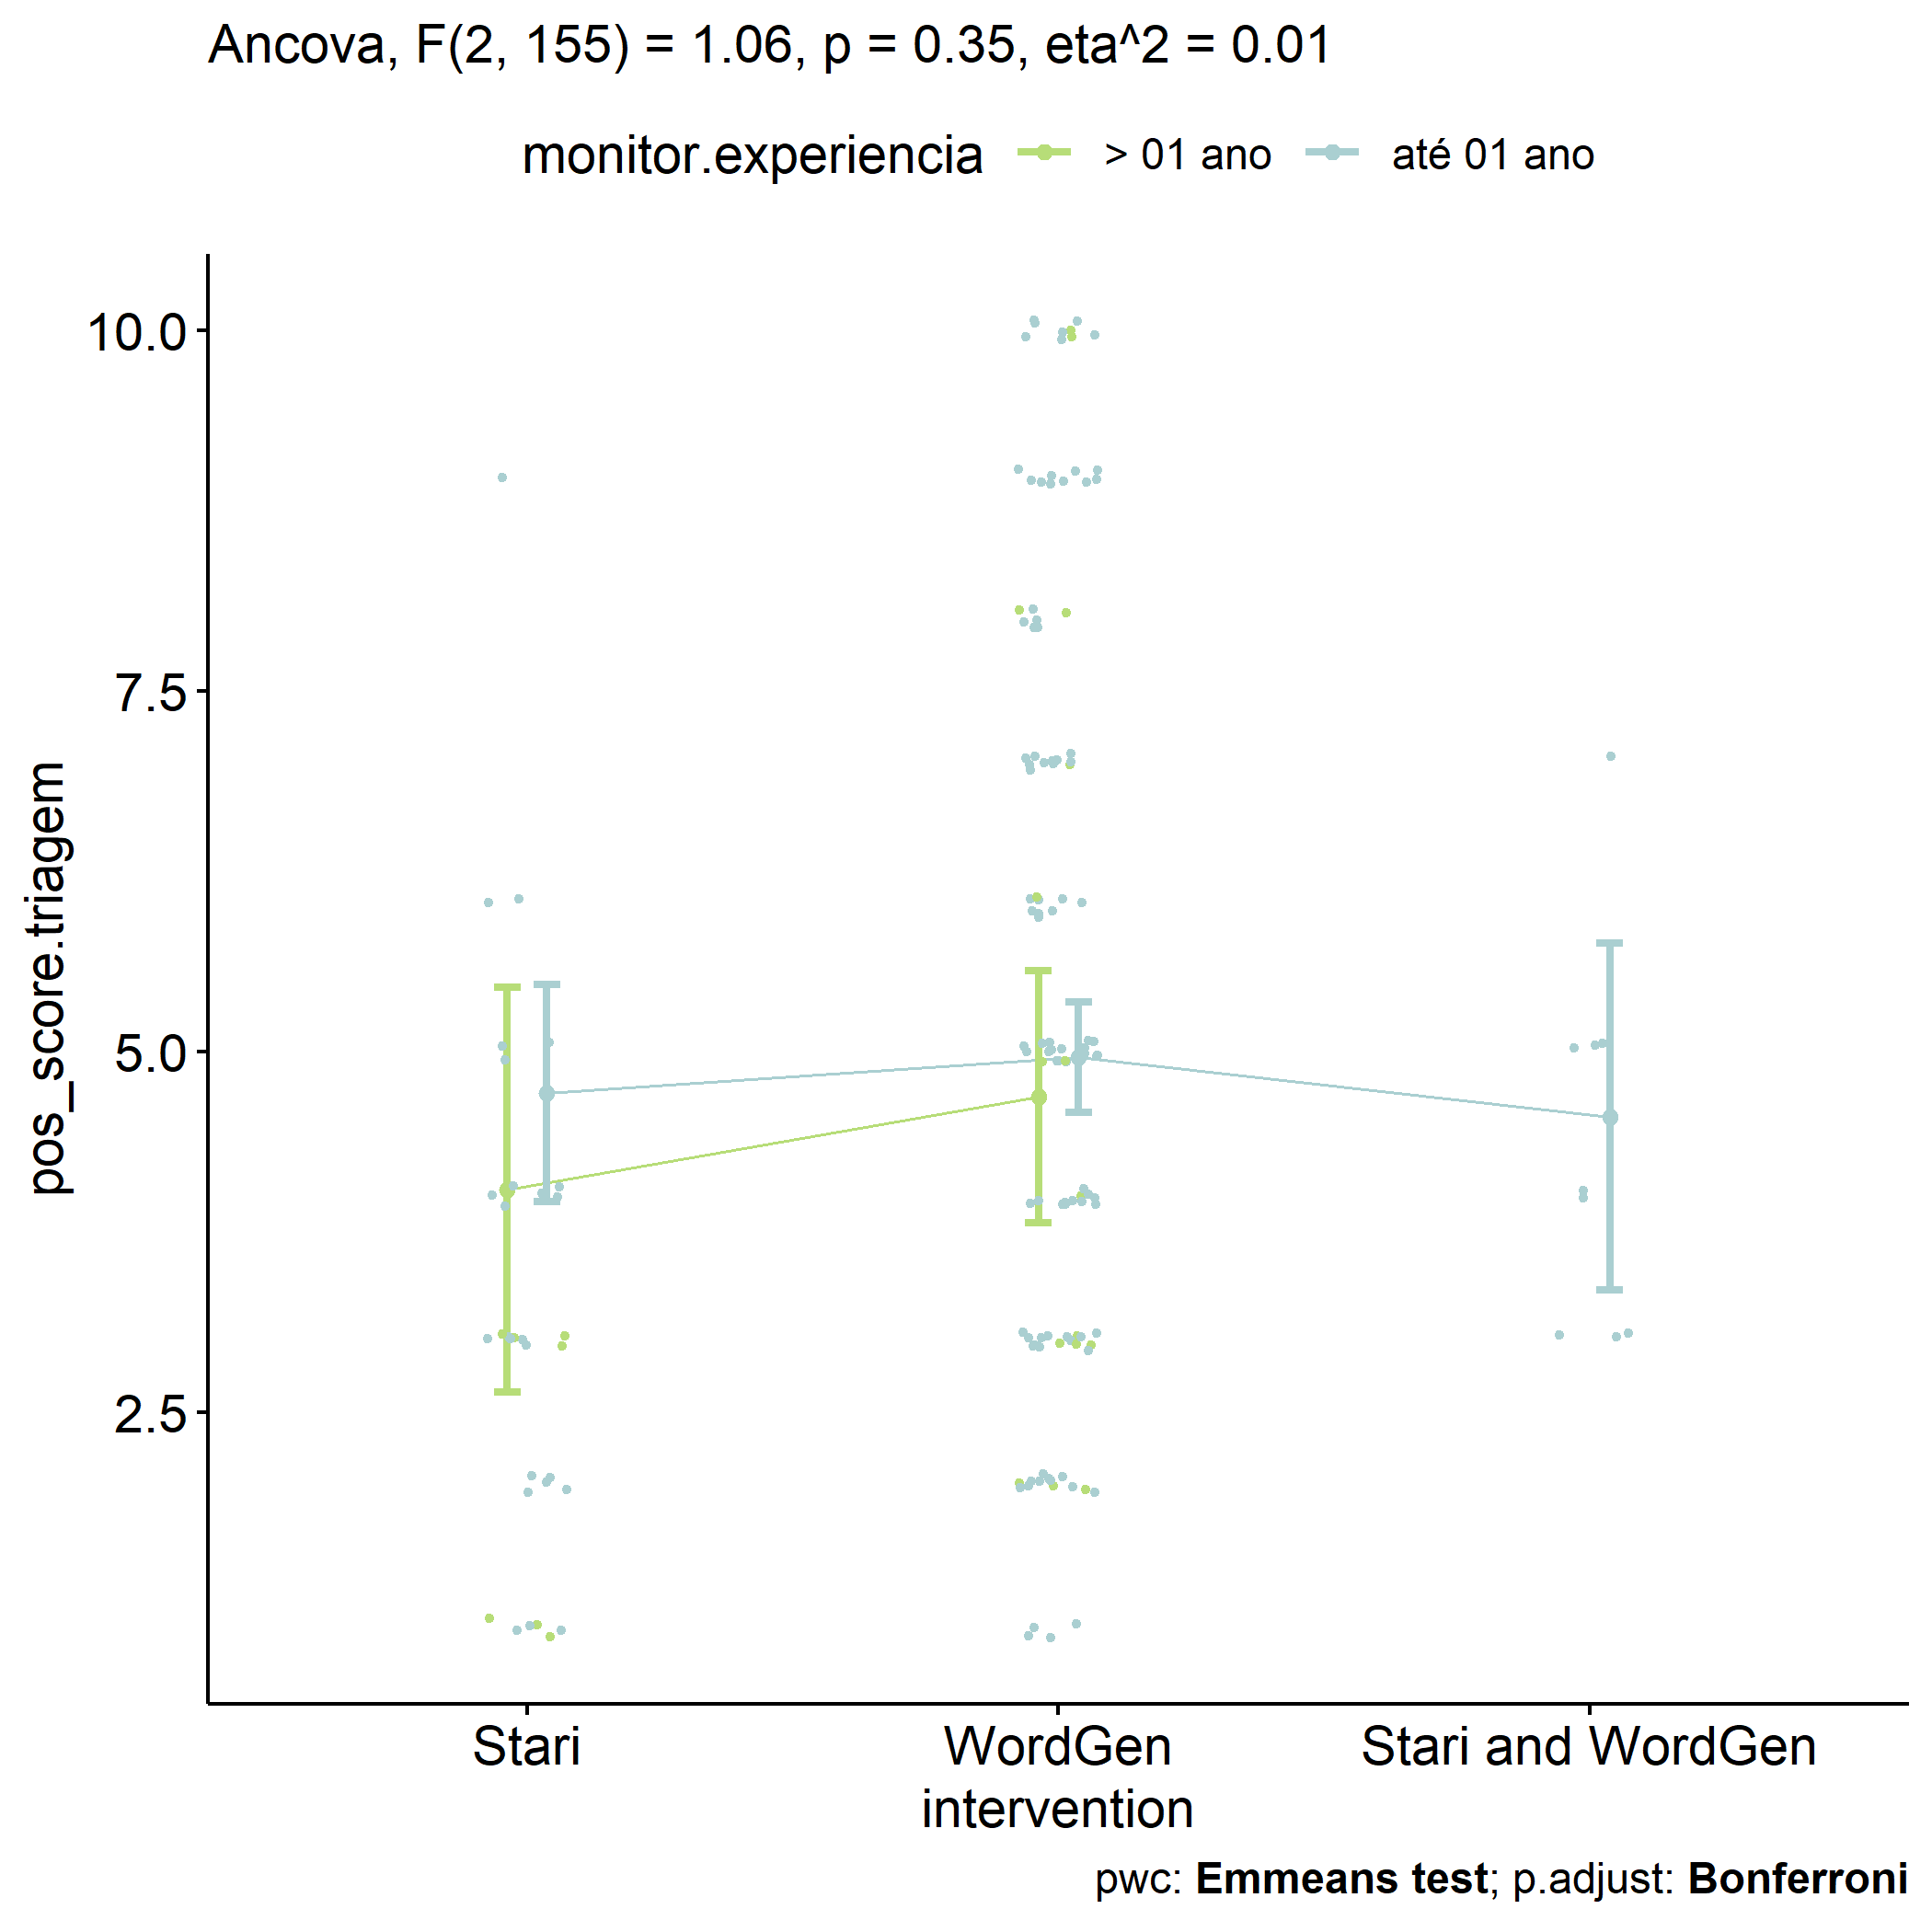 Ancova, F(2, 155) = 1.06, p = 0.35, eta^2 = 0.01
monitor.experiencia > 01 ano até 01 ano
10.0
7.5
5.0
2.5
pos_score.triagem
Stari WordGen Stari and WordGen
intervention
pwc: Emmeans test; p.adjust: Bonferroni